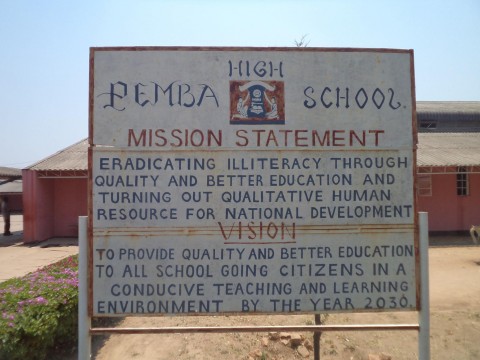 HIGH
PEMBA SCHOOL.
MISSION STATEMENT
ERADICATING ILLITERACY THROUGH
QUALITY AND BETTER EDUCATION AND
TURNING OUT QUALITATIVE HUMAN
RESOURCE FOR NATIONAL DEVELOPMENT
VISION
TO PROVIDE QUALITY AND BETTER EDUCATION
TO ALL SCHOOL GOING CITIZENS IN A
CONDUCIVE TEACHING AND LEARNING
ENVIRONMENT BY THE YEAR 2030.